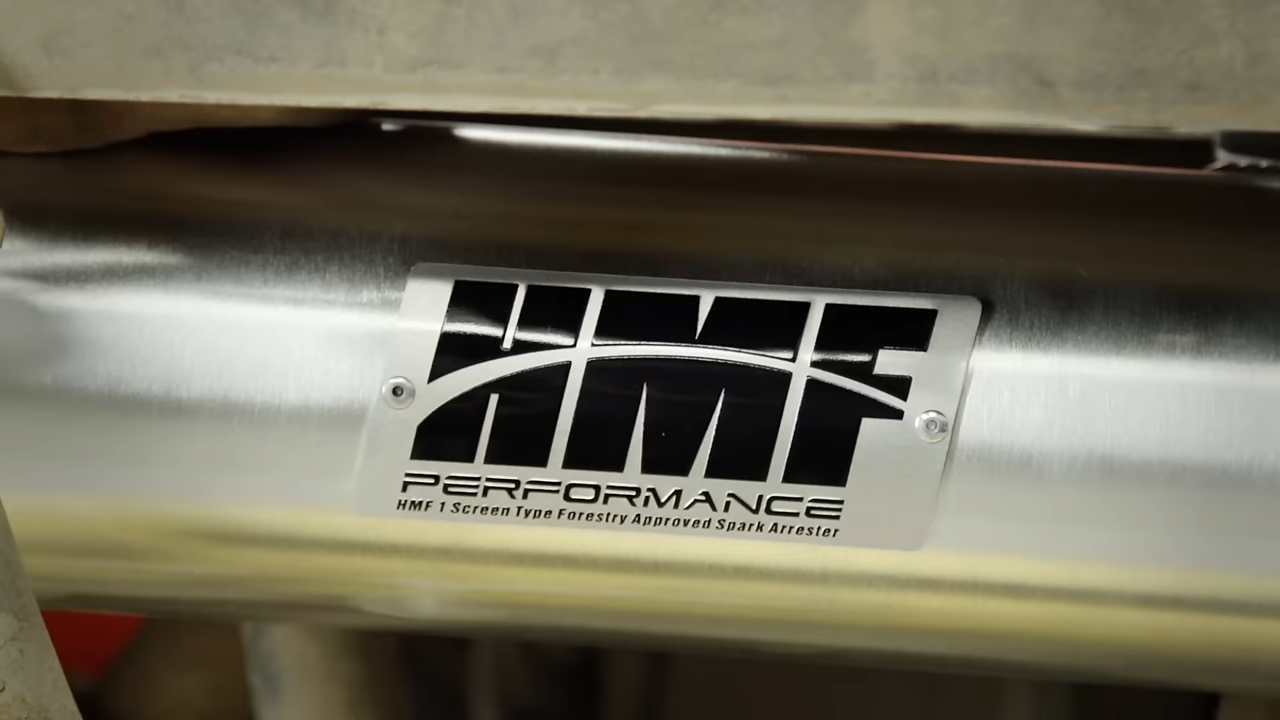 HMF
PERFORMANCE
HMF 1 Screen Type Forestry Approved Spark Arrester